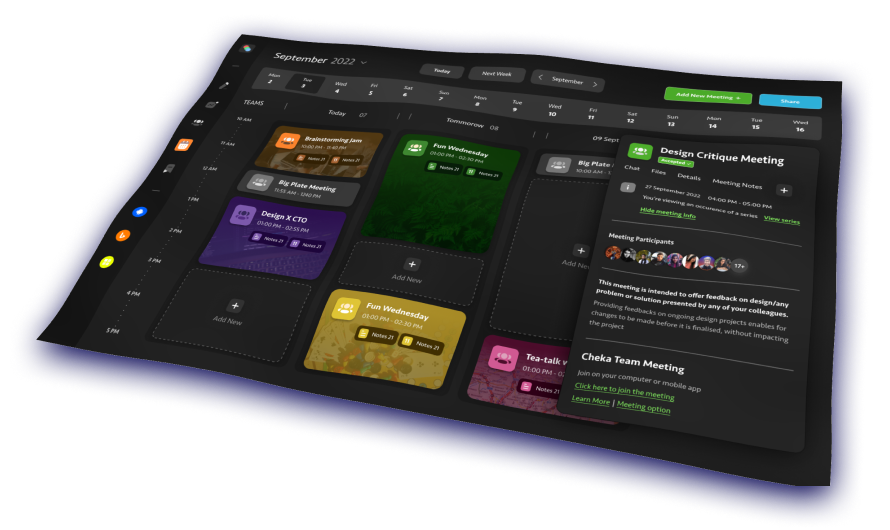 September 2022
Today
Next Week
September
Add New Meeting +
Share
Mon 2
Tue 3
Wed 4
Fri 5
Sat 6
Sun 7
Mon 8
Tue 9
Wed 10
Fri 11
Sat 12
Sun 13
Mon 14
Tue 15
Wed 16
TEAMS
Today 07
Tommorow 08
09 Sept
10 AM
11 AM
12 AM
1 PM
2 PM
3 PM
4 PM
5 PM
Brainstorming Jam
10:00 PM - 11:40 PM
Notes 21
Notes 21
Big Plate Meeting
11:55 AM - 1240 PM
Design X CTO
01:00 PM - 02:55 PM
Notes 21
Notes 21
Add New
Fun Wednesday
01:00 PM - 02:30 PM
Notes 21
Notes 21
Add New
Fun Wednesday
01:00 PM - 02:30 PM
Notes 21
Notes 21
Big Plate
10:00 AM - 1
Add New
Tea-talk w
01:00 PM - 0
Notes 21
Design Critique Meeting
Accepted
Chat Files Details Meeting Notes +
27 September 2022 04:00 PM - 05:00 PM
You're viewing an occurence of a series View series
Hide meeting info
Meeting Participants
17+
This meeting is intended to offer feedback on design/any
problem or solution presented by any of your colleagues.
Providing feedbacks on ongoing design projects enables for
changes to be made before it is finalised, without impacting
the project
Cheka Team Meeting
Join on your computer or mobile app
Click here to join the meeting
Learn More | Meeting option